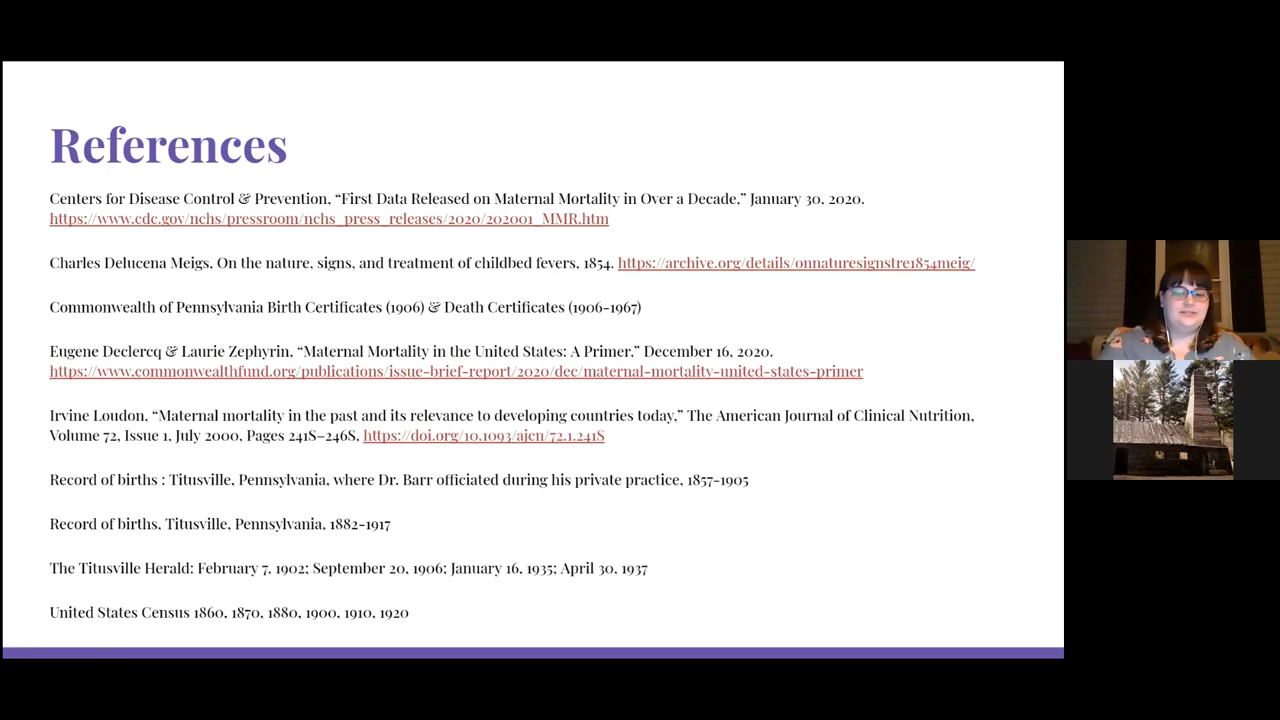 References
Centers for Disease Control & Prevention, “First Data Released on Maternal Mortality in Over a Decade,” January 30, 2020.
https://www.cdc.gov/nchs/pressroom/nchs_press_releases/2020/202001_MMR.htm
Charles Delucena Meigs, On the nature, signs, and treatment of childbed fevers, 1854. https://archive.org/details/onnaturesignstre1854meig/
Commonwealth of Pennsylvania Birth Certificates (1906) & Death Certificates (1906-1967)
Eugene Declercq & Laurie Zephyrin, “Maternal Mortality in the United States: A Primer,” December 16, 2020.
https://www.commonwealthfund.org/publications/issue-brief-report/2020/dec/maternal-mortality-united-states-primer
Irvine Loudon, “Maternal mortality in the past and its relevance to developing countries today,” The American Journal of Clinical Nutrition,
Volume 72, Issue 1, July 2000, Pages 241S–246S, https://doi.org/10.1093/ajcn/72.1.241S
Record of births : Titusville, Pennsylvania, where Dr. Barr officiated during his private practice, 1857-1905
Record of births, Titusville, Pennsylvania, 1882-1917
The Titusville Herald: February 7, 1902; September 20, 1906; January 16, 1935; April 30, 1937
United States Census 1860, 1870, 1880, 1900, 1910, 1920